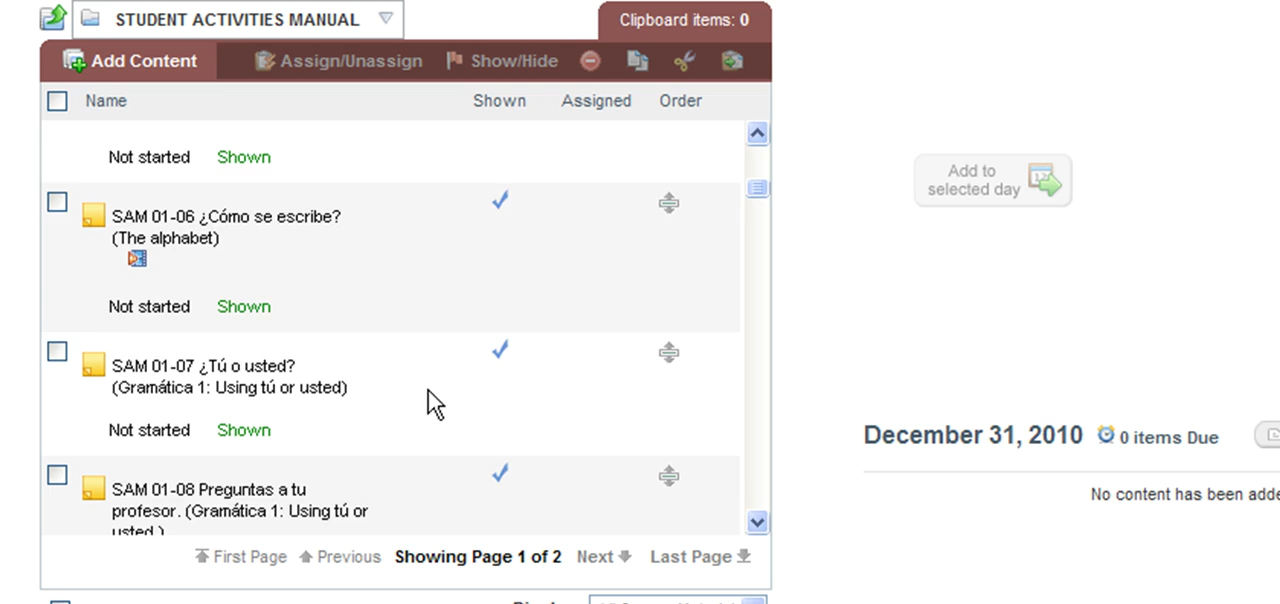 STUDENT ACTIVITIES MANUAL
Clipboard items: 0
Add Content
Assign/Unassign
Show/Hide
Name
Shown
Assigned
Order
Not started
Shown
SAM 01-06 ¿Cómo se escribe?
(The alphabet)
Not started
Shown
SAM 01-07 ¿Tú o usted?
(Gramática 1: Using tú or usted)
Not started
Shown
SAM 01-08 Preguntas a tu
profesor. (Gramática 1: Using tú or
usted.)
First Page
Previous
Showing Page 1 of 2
Next
Last Page
Add to
selected day
December 31, 2010
0 items Due
No content has been adde